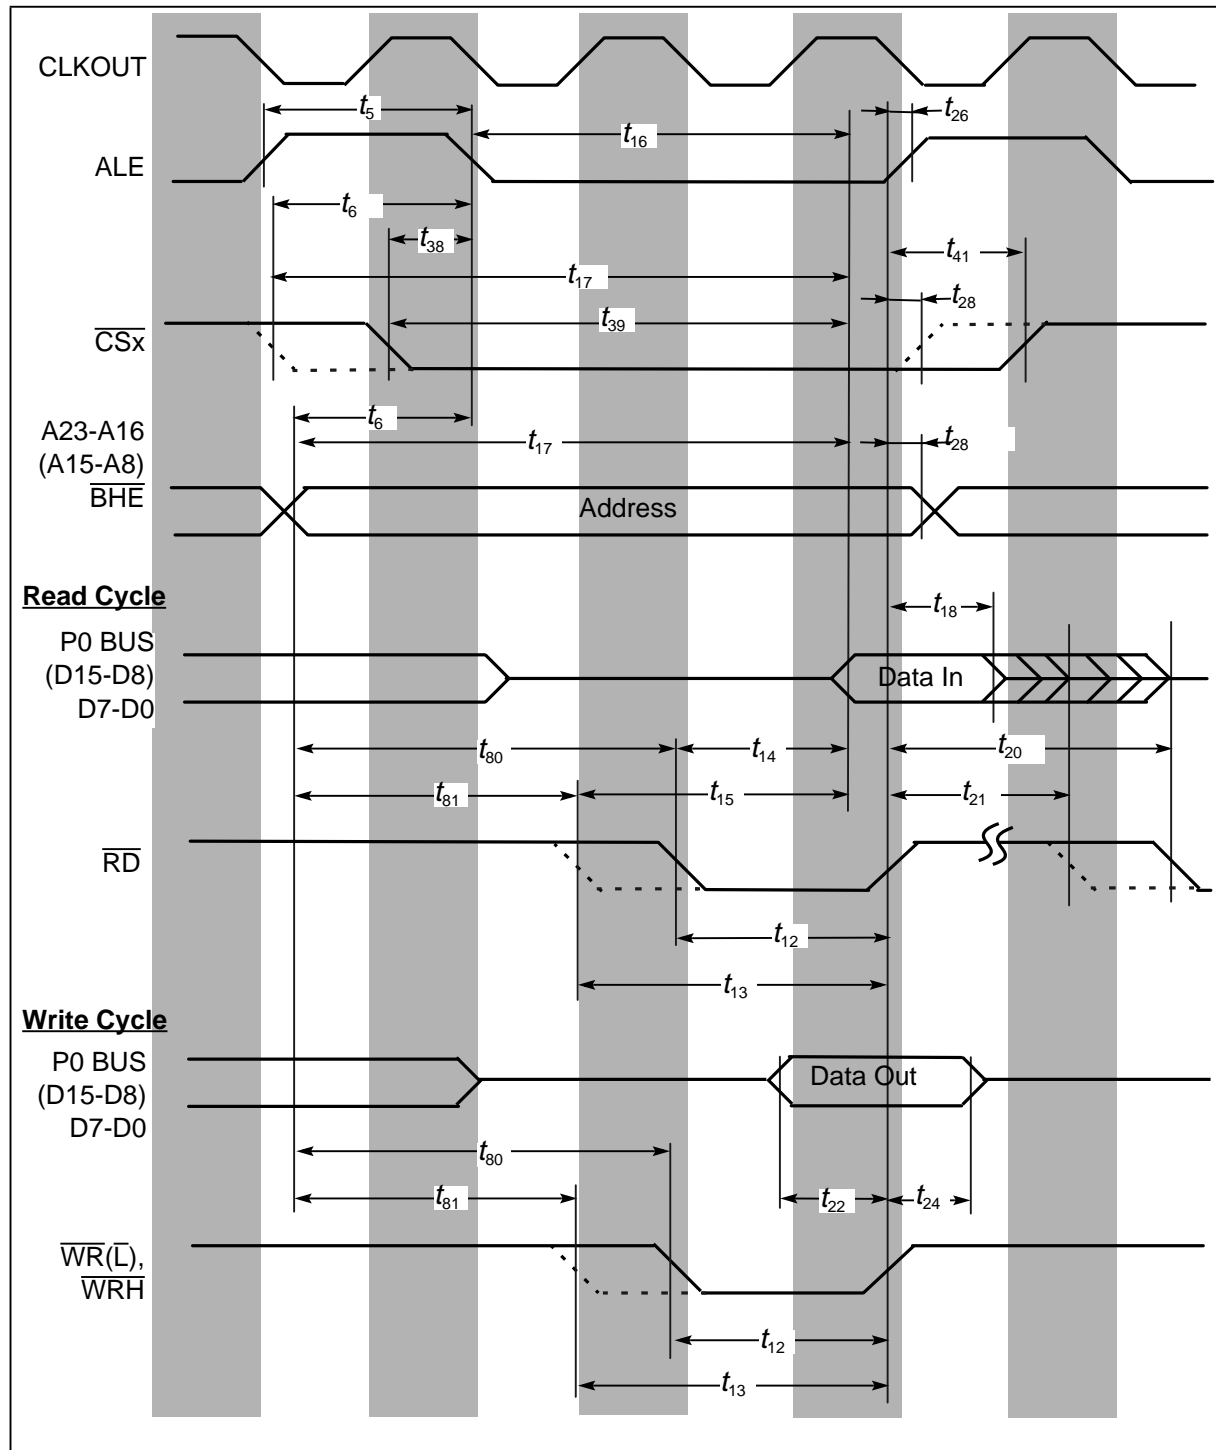 CLKOUT
t5
t26
t16
ALE
t6
t38
t41
t17
t28
t39
CSx
t6
A23-A16
t17
t28
(A15-A8)
BHE
Address
Read Cycle
t18
P0 BUS
(D15-D8)
Data In
D7-D0
t80
t14
t20
t81
t15
t21
RD
t12
t13
Write Cycle
P0 BUS
(D15-D8)
Data Out
D7-D0
t80
t81
t22
t24
WR(L),
WRH
t12
t13